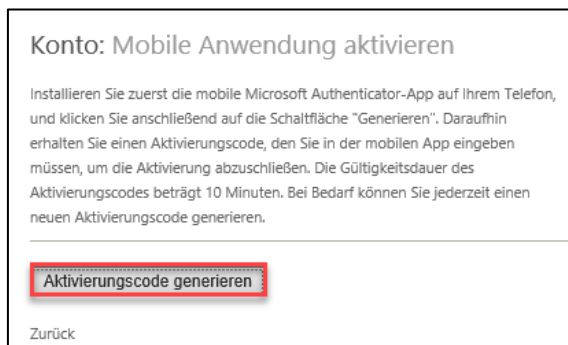 Konto: Mobile Anwendung aktivieren
Installieren Sie zuerst die mobile Microsoft Authenticator-App auf Ihrem Telefon,
und klicken Sie anschließend auf die Schaltfläche "Generieren". Daraufhin
erhalten Sie einen Aktivierungscode, den Sie in der mobilen App eingeben
müssen, um die Aktivierung abzuschließen. Die Gültigkeitsdauer des
Aktivierungscodes beträgt 10 Minuten. Bei Bedarf können Sie jederzeit einen
neuen Aktivierungscode generieren.
Aktivierungscode generieren
Zurück